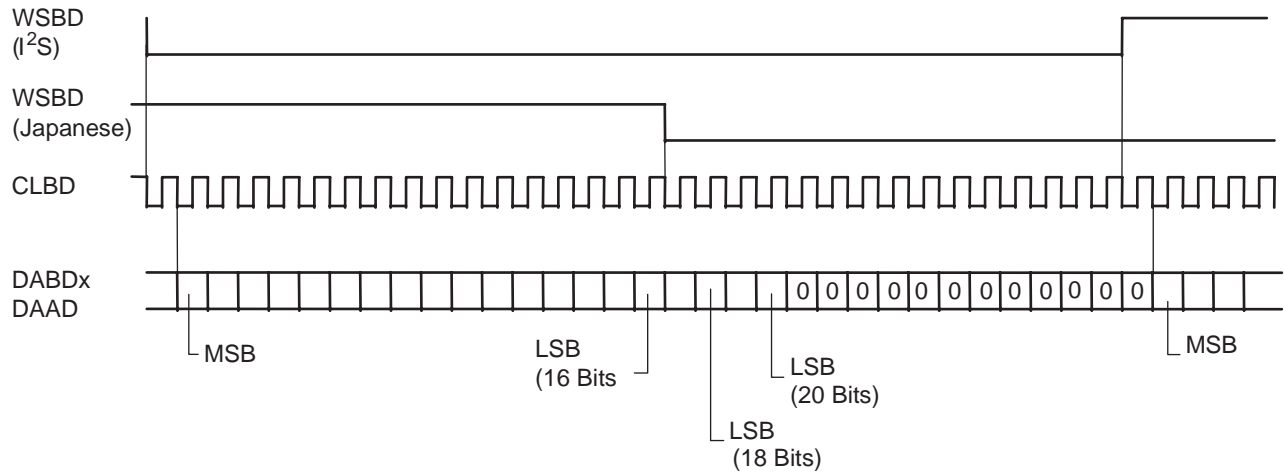 WSBD
(I²S)
WSBD
(Japanese)
CLBD
DABDx
DAAD
0 0 0 0 0 0 0 0 0 0 0 0
MSB
LSB
(16 Bits
LSB
(18 Bits)
LSB
(20 Bits)
MSB